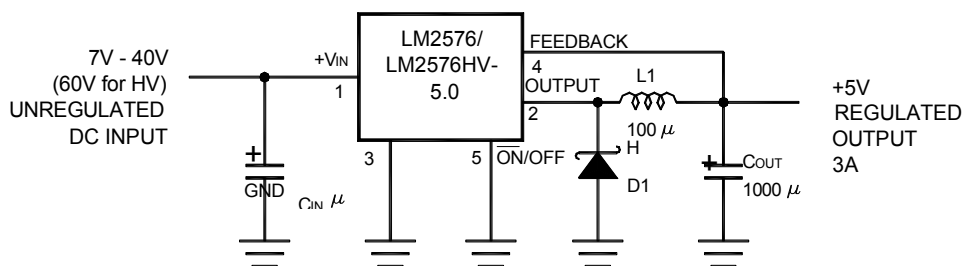 7V - 40V
(60V for HV)
UNREGULATED
DC INPUT
+VIN
1
LM2576/
LM2576HV-
5.0
FEEDBACK
4
OUTPUT
2
L1
100 μ
H
+5V
REGULATED
OUTPUT
3A
3
5
ON/OFF
D1
+
GND
CIN μ
+
COUT
1000 μ